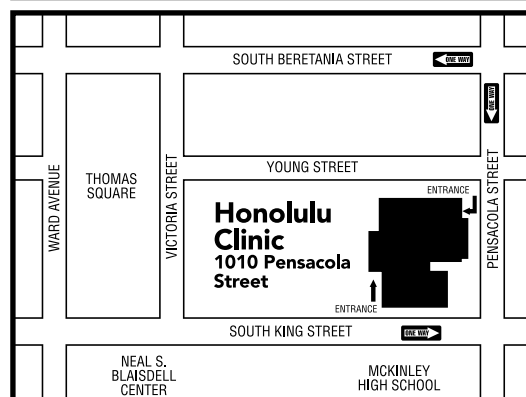 SOUTH BERETANIA STREET
ONE WAY
ONE WAY
WARD AVENUE
THOMAS
SQUARE
VICTORIA STREET
YOUNG STREET
PENSACOLA STREET
ENTRANCE
Honolulu
Clinic
1010 Pensacola
Street
ENTRANCE
SOUTH KING STREET
ONE WAY
NEAL S.
BLAISDELL
CENTER
MCKINLEY
HIGH SCHOOL